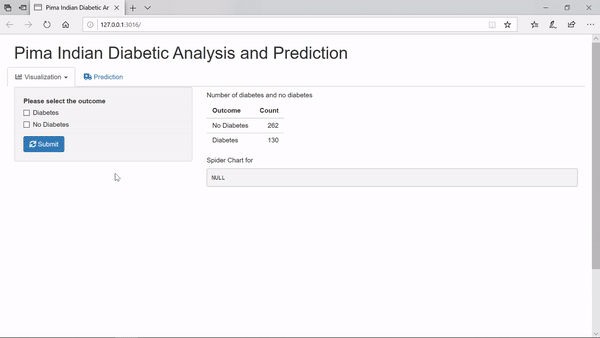 Pima Indian Diabetic Ar
127.0.0.1:3016/
Pima Indian Diabetic Analysis and Prediction
Visualization
Prediction
Please select the outcome
Diabetes
No Diabetes
Submit
Number of diabetes and no diabetes
Outcome Count
No Diabetes 262
Diabetes 130
Spider Chart for
NULL